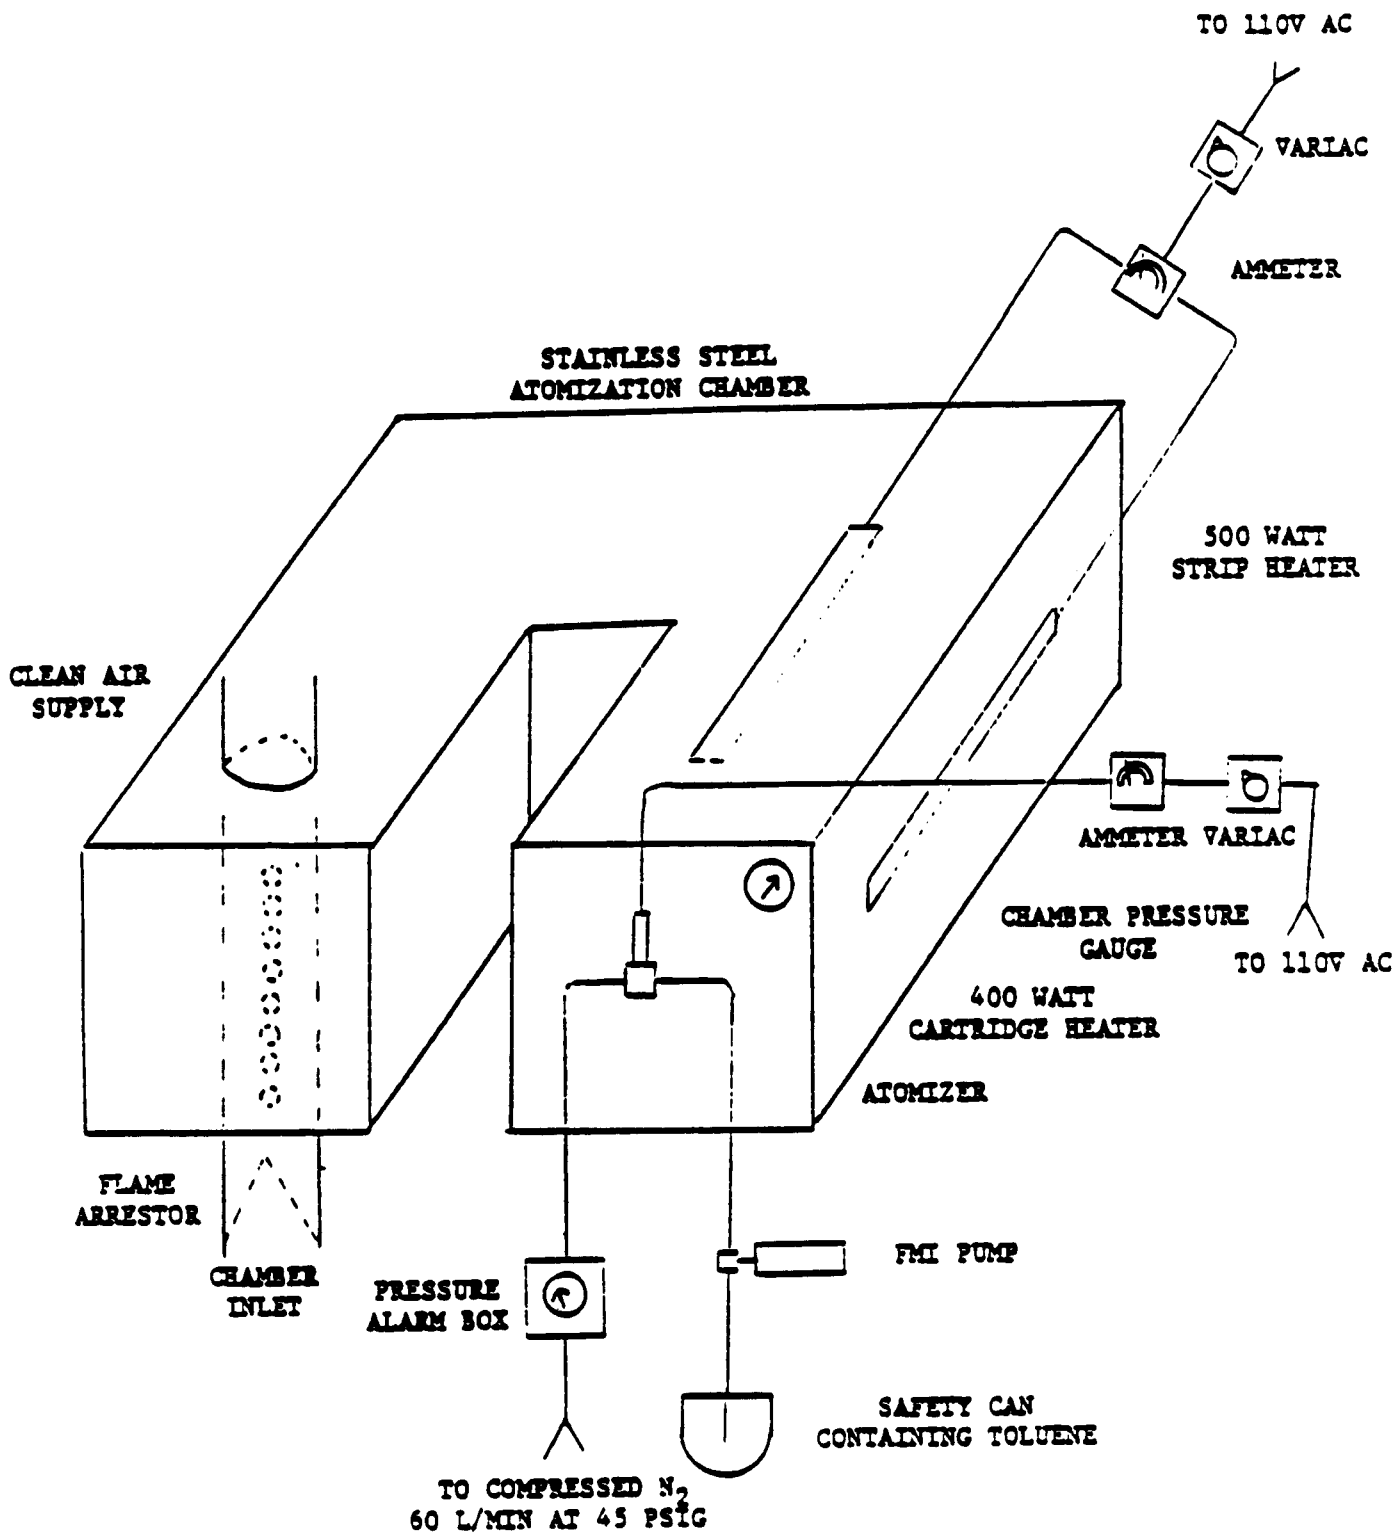 TO 110V AC
VARIAC
AMMETER
STAINLESS STEEL
ATOMIZATION CHAMBER
500 WATT
STRIP HEATER
CLEAN AIR
SUPPLY
AMMETER VARIAC
CHAMBER PRESSURE
GAUGE
TO 110V AC
400 WATT
CARTRIDGE HEATER
ATOMIZER
FLAME
ARRESTOR
CHAMBER
INLET
PRESSURE
ALARM BOX
FMI PUMP
SAFETY CAN
CONTAINING TOLUENE
TO COMPRESSED N2
60 L/MIN AT 45 PSIG